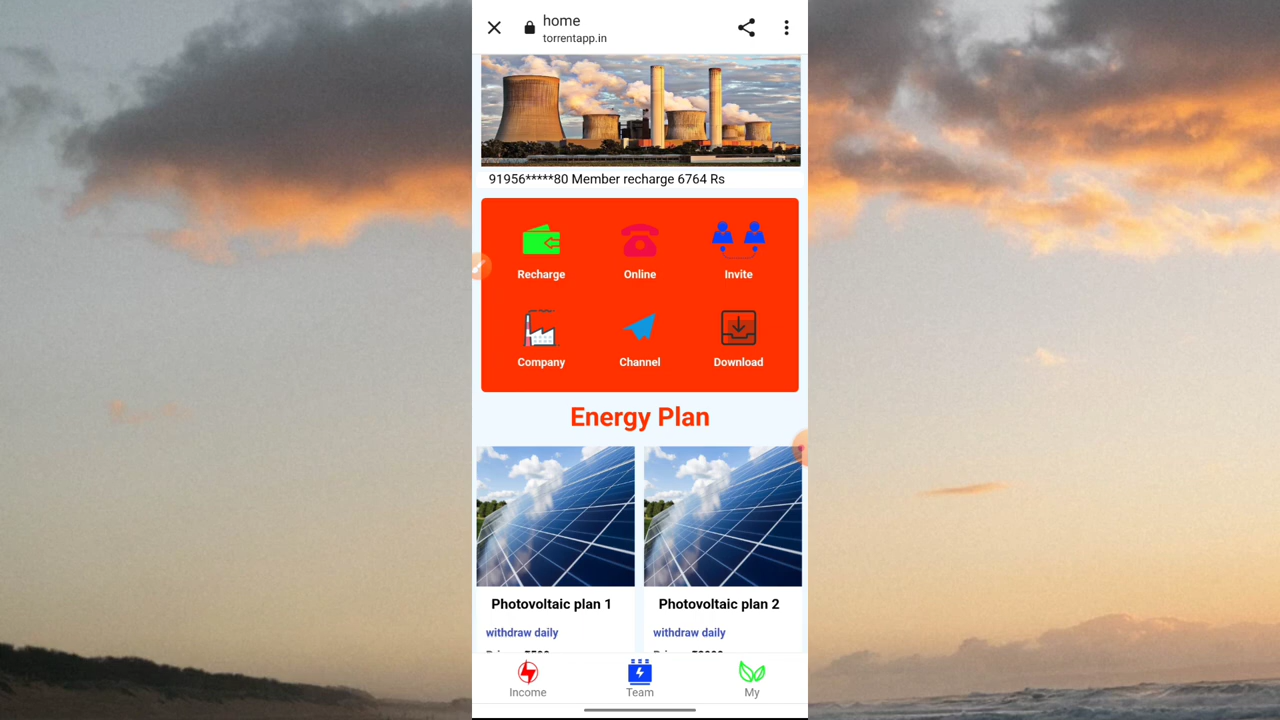 home
torrentapp.in
91956*****80 Member recharge 6764 Rs
Recharge
Online
Invite
Company
Channel
Download
Energy Plan
Photovoltaic plan 1
Photovoltaic plan 2
withdraw daily
withdraw daily
Income
Team
My